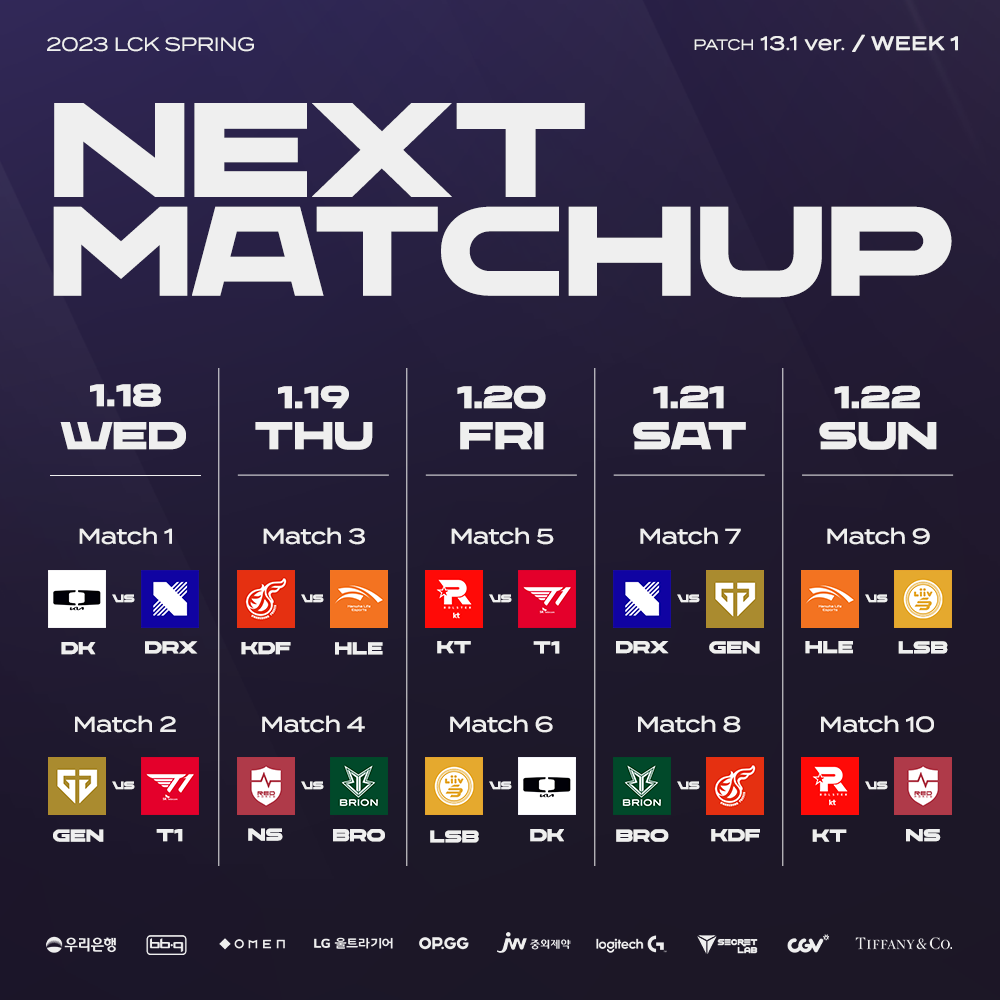 2023 LCK SPRING
PATCH 13.1 ver. / WEEK 1
NEXT
MATCHUP
1.18
WED
1.19
THU
1.20
FRI
1.21
SAT
1.22
SUN
Match 1
DK vs DRX
Match 3
KDF vs HLE
Match 5
KT vs T1
Match 7
DRX vs GEN
Match 9
HLE vs LSB
Match 2
GEN vs T1
Match 4
NS vs BRO
Match 6
LSB vs DK
Match 8
BRO vs KDF
Match 10
KT vs NS
우리은행 bb.q OMEN LG 울트라기어 OP.GG JW 중외제약 logitech G SECRET LAB CGV TIFFANY & CO.